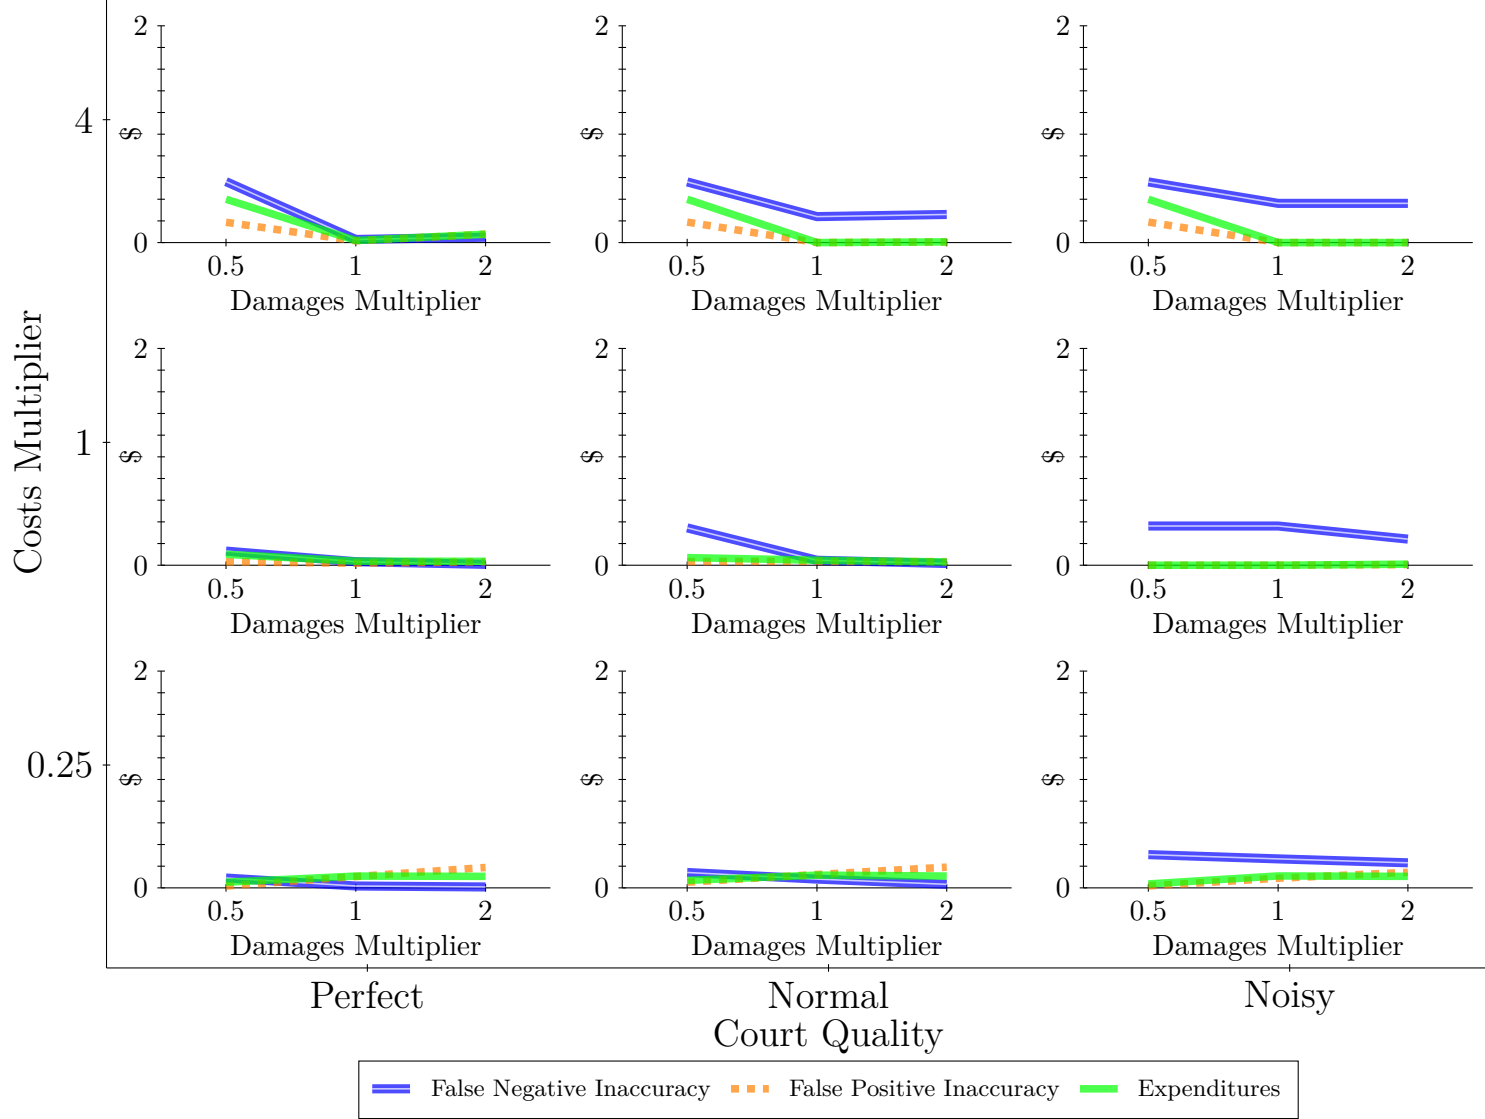 Costs Multiplier
4
1
0.25
2
$
0
0.5 1 2
Damages Multiplier
2
$
0
0.5 1 2
Damages Multiplier
2
$
0
0.5 1 2
Damages Multiplier
2
$
0
0.5 1 2
Damages Multiplier
2
$
0
0.5 1 2
Damages Multiplier
2
$
0
0.5 1 2
Damages Multiplier
2
$
0
0.5 1 2
Damages Multiplier
2
$
0
0.5 1 2
Damages Multiplier
2
$
0
0.5 1 2
Damages Multiplier
Perfect Normal Noisy
Court Quality
False Negative Inaccuracy False Positive Inaccuracy Expenditures